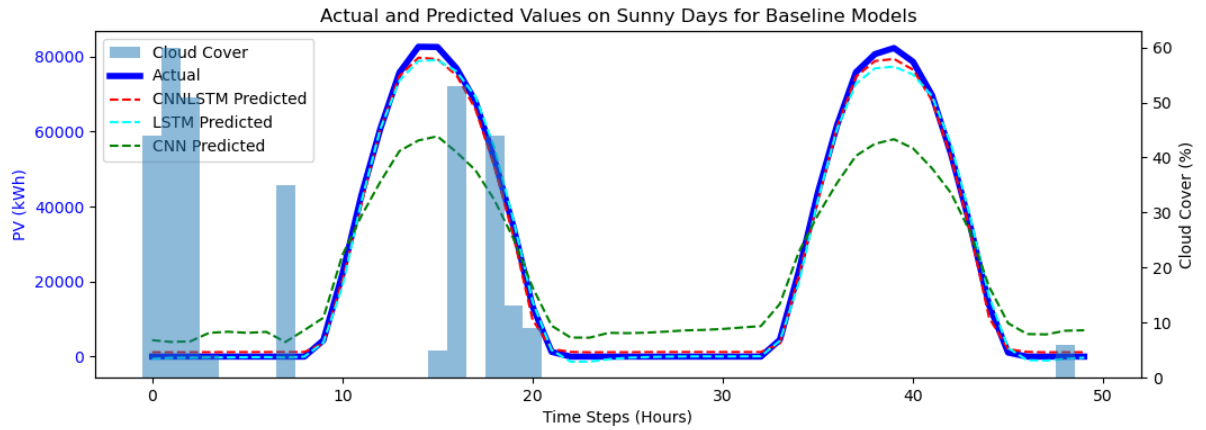 Actual and Predicted Values on Sunny Days for Baseline Models
Cloud Cover
Actual
CNNLSTM Predicted
LSTM Predicted
CNN Predicted
PV (kWh)
80000
60000
40000
20000
0
Cloud Cover (%)
60
50
40
30
20
10
0
0 10 20 30 40 50
Time Steps (Hours)